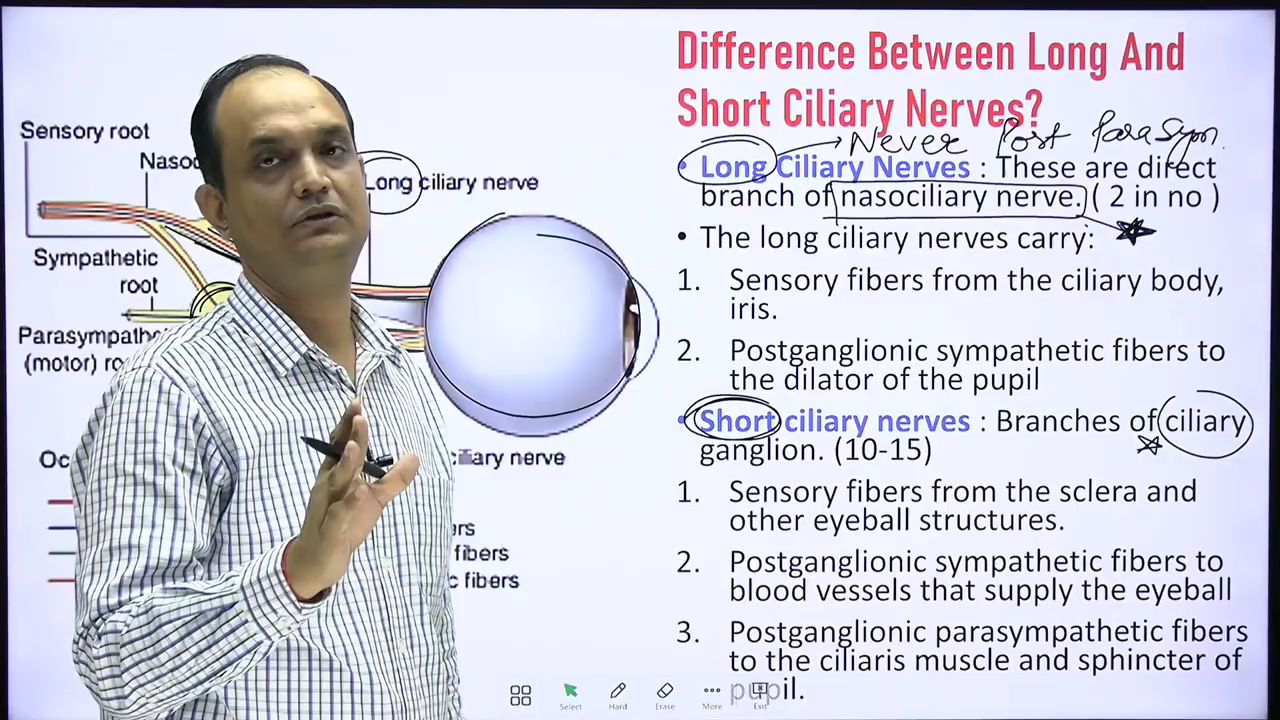 Difference Between Long And
Short Ciliary Nerves?
Never Post Parasym.
• Long Ciliary Nerves : These are direct
branch of nasociliary nerve. ( 2 in no )
• The long ciliary nerves carry:
1. Sensory fibers from the ciliary body,
iris.
2. Postganglionic sympathetic fibers to
the dilator of the pupil
• Short ciliary nerves : Branches of ciliary
ganglion. (10-15)
1. Sensory fibers from the sclera and
other eyeball structures.
2. Postganglionic sympathetic fibers to
blood vessels that supply the eyeball
3. Postganglionic parasympathetic fibers
to the ciliaris muscle and sphincter of
pupil.
Sensory root
Long ciliary nerve
Sympathetic
root
(motor)
nerve
fibers
fibers
Select Hard Erase More Exit